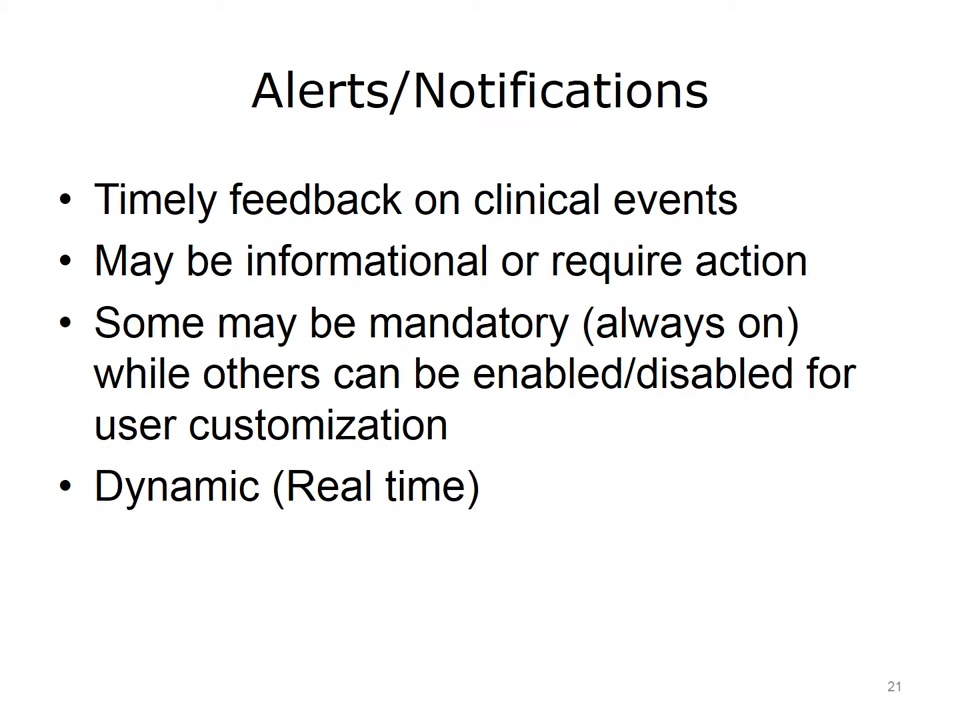 Alerts/Notifications
• Timely feedback on clinical events
• May be informational or require action
• Some may be mandatory (always on)
while others can be enabled/disabled for
user customization
• Dynamic (Real time)
21